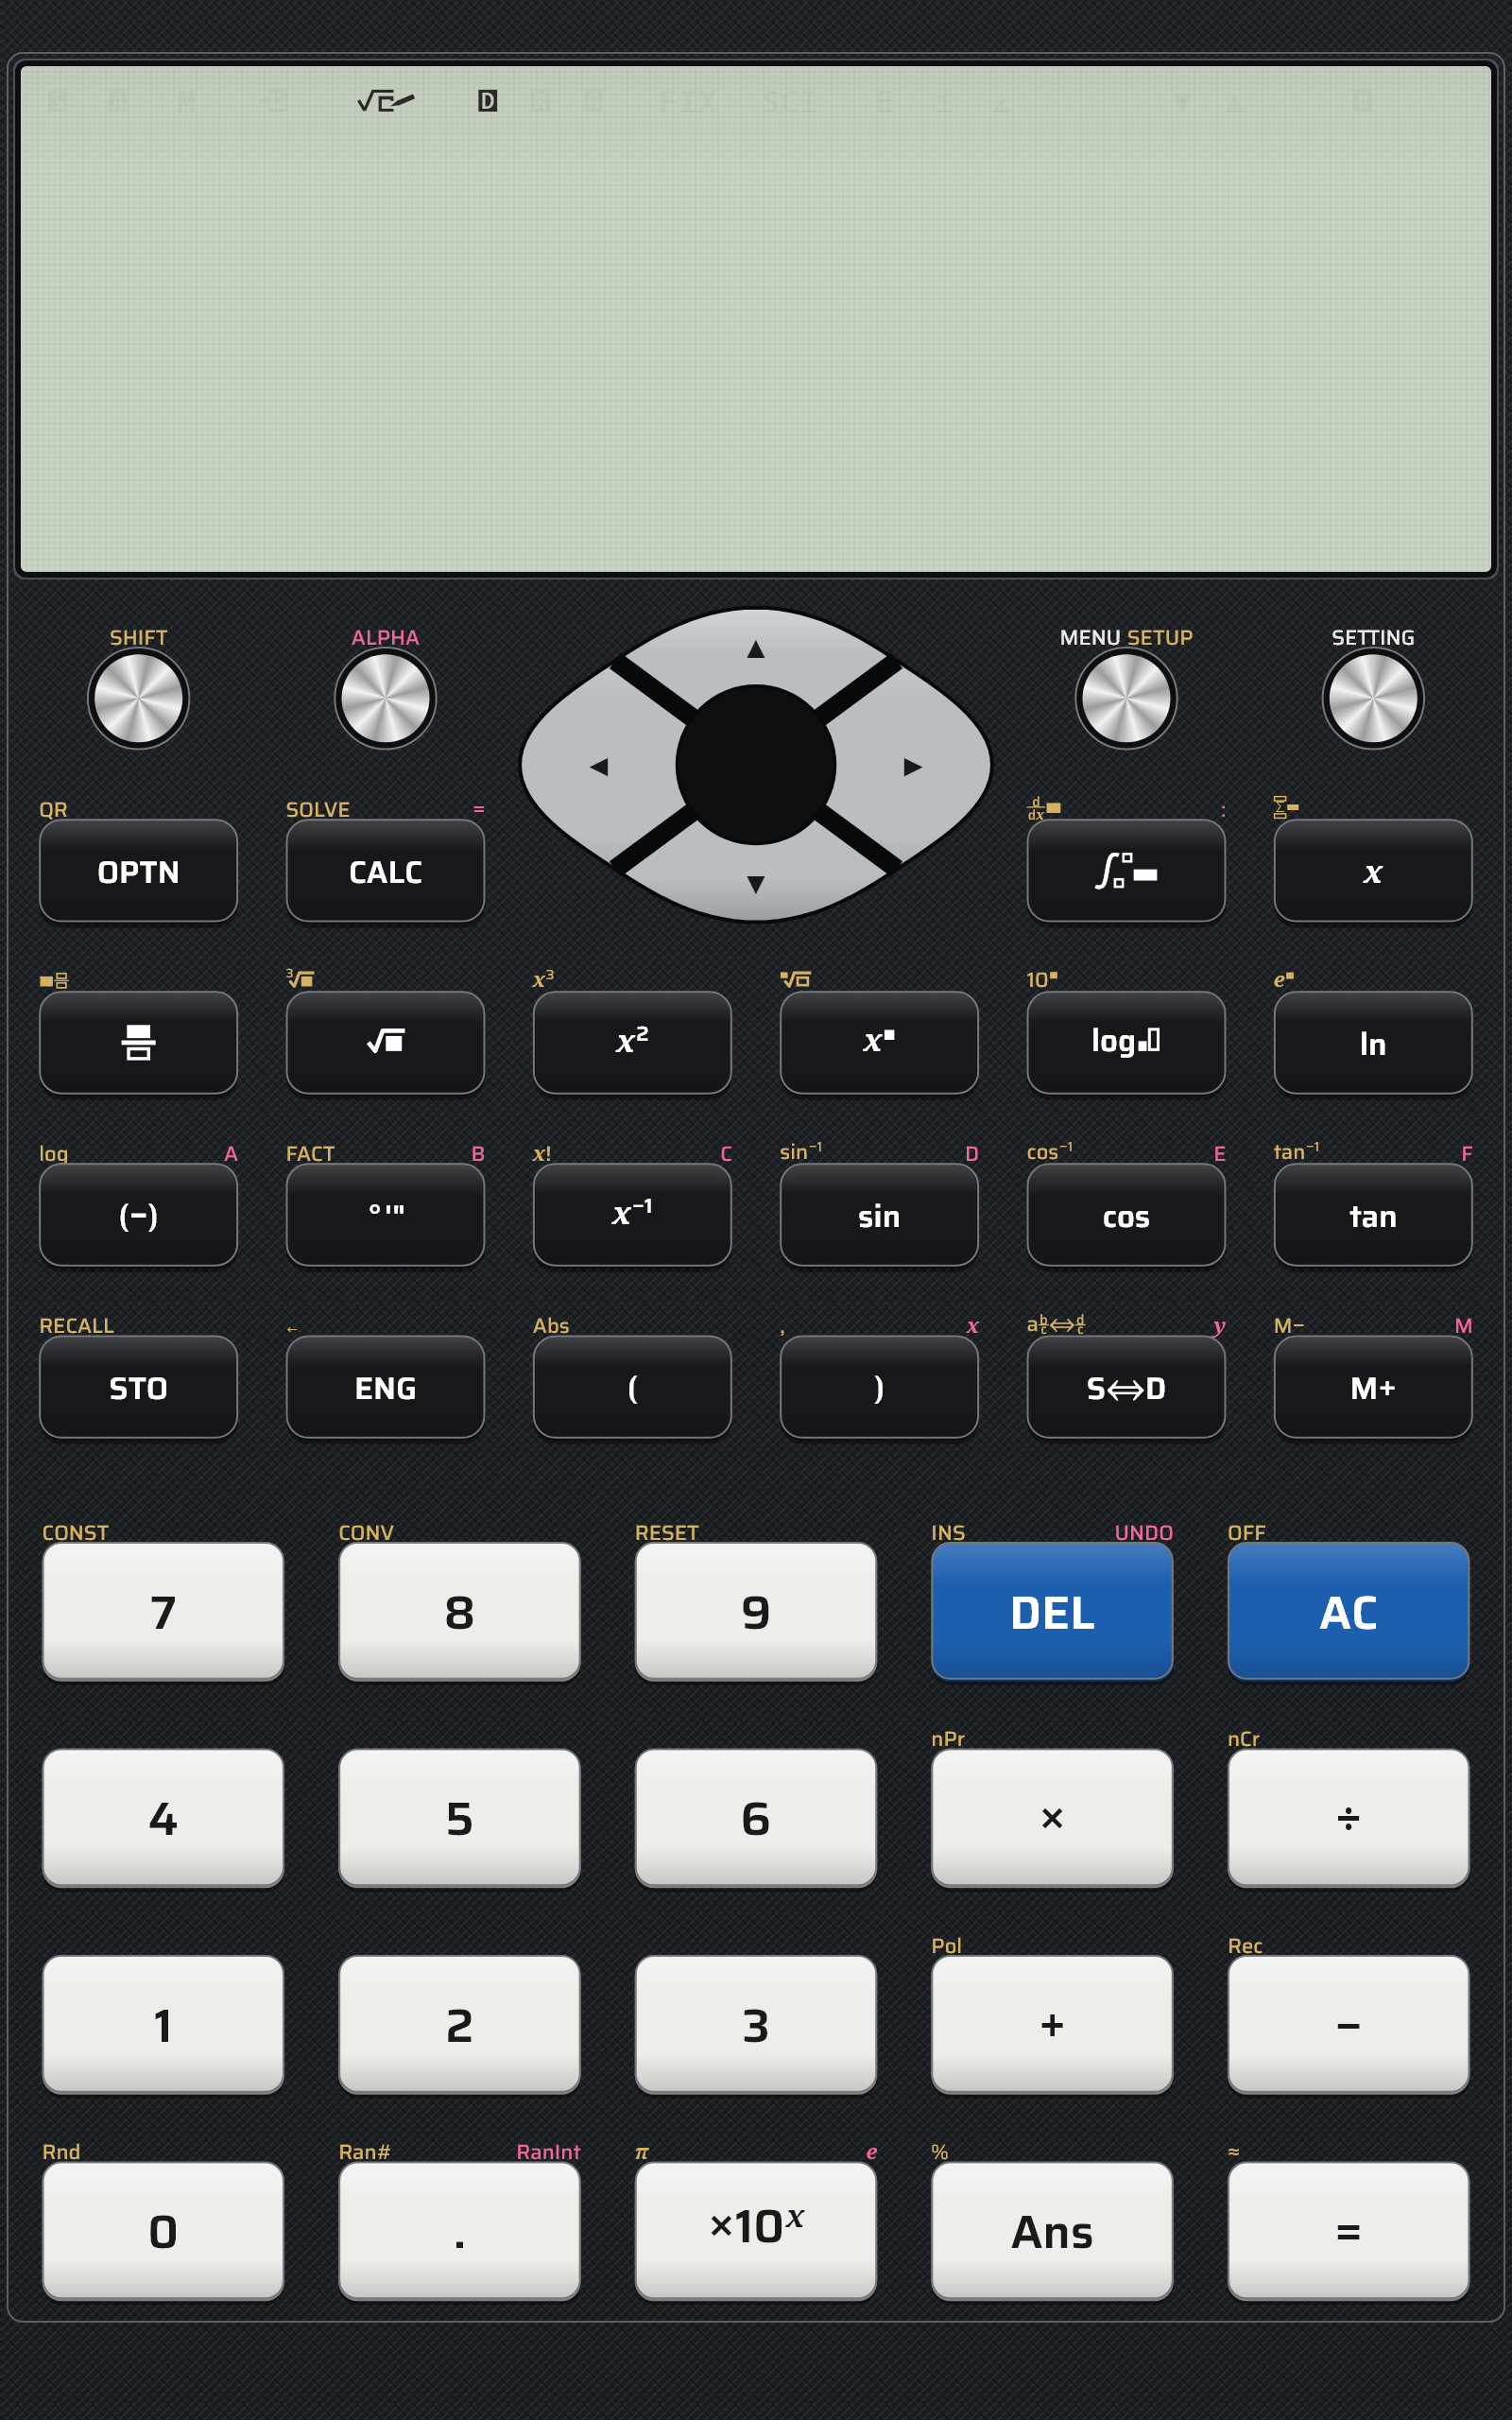 M FIX E i ∠
√ D
SHIFT ALPHA MENU SETUP SETTING
QR SOLVE = d/dx■ : Σ
OPTN CALC ∫ x
■ ³√■ x³ √ 10■ e■
√■ x² x■ log ln
log A FACT B x! C sin⁻¹ D cos⁻¹ E tan⁻¹ F
(−) °'" x⁻¹ sin cos tan
RECALL ← Abs , x a b/c⇔d/c y M− M
STO ENG ( ) S⇔D M+
CONST CONV RESET INS UNDO OFF
7 8 9 DEL AC
nPr nCr
4 5 6 × ÷
Pol Rec
1 2 3 + −
Rnd Ran# RanInt π e % ≈
0 . ×10ˣ Ans =